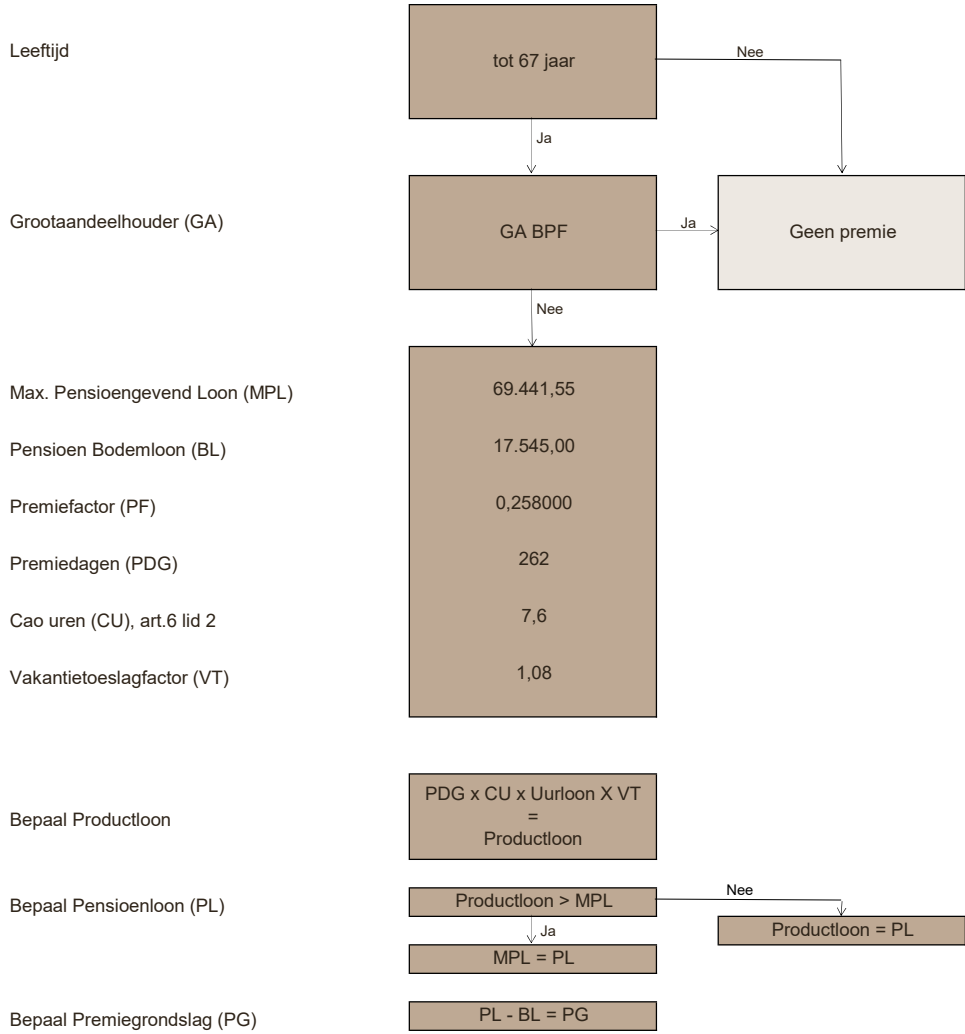 Leeftijd
tot 67 jaar
Nee
Ja
Grootaandeelhouder (GA)
GA BPF
Ja
Geen premie
Nee
Max. Pensioengevend Loon (MPL)
69.441,55
Pensioen Bodemloon (BL)
17.545,00
Premiefactor (PF)
0,258000
Premiedagen (PDG)
262
Cao uren (CU), art.6 lid 2
7,6
Vakantietoeslagfactor (VT)
1,08
Bepaal Productloon
PDG x CU x Uurloon X VT
=
Productloon
Bepaal Pensioenloon (PL)
Productloon > MPL
Nee
Productloon = PL
Ja
MPL = PL
Bepaal Premiegrondslag (PG)
PL - BL = PG